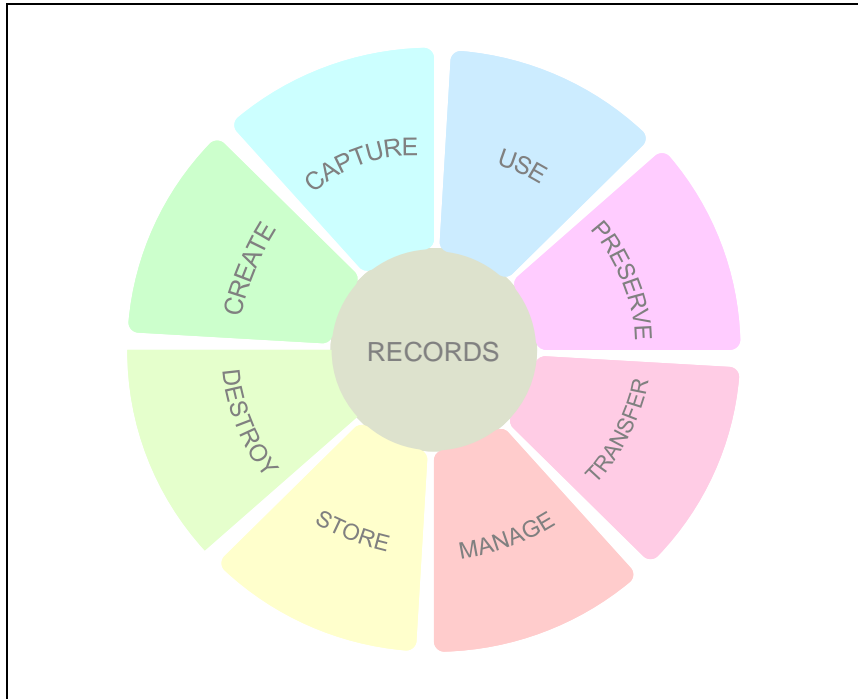 CAPTURE
USE
PRESERVE
TRANSFER
MANAGE
STORE
DESTROY
CREATE
RECORDS